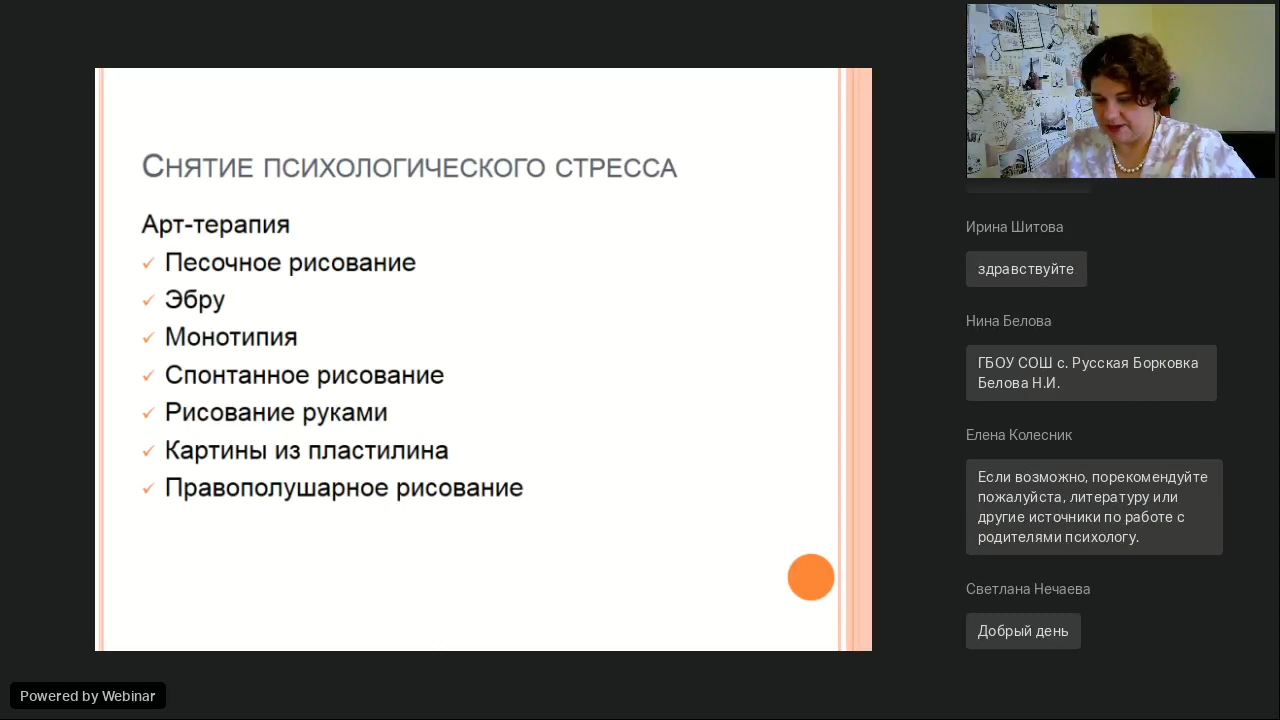 Снятие психологического стресса
Арт-терапия
Песочное рисование
Эбру
Монотипия
Спонтанное рисование
Рисование руками
Картины из пластилина
Правополушарное рисование
Ирина Шитова
здравствуйте
Нина Белова
ГБОУ СОШ с. Русская Борковка
Белова Н.И.
Елена Колесник
Если возможно, порекомендуйте
пожалуйста, литературу или
другие источники по работе с
родителями психологу.
Светлана Нечаева
Добрый день
Powered by Webinar